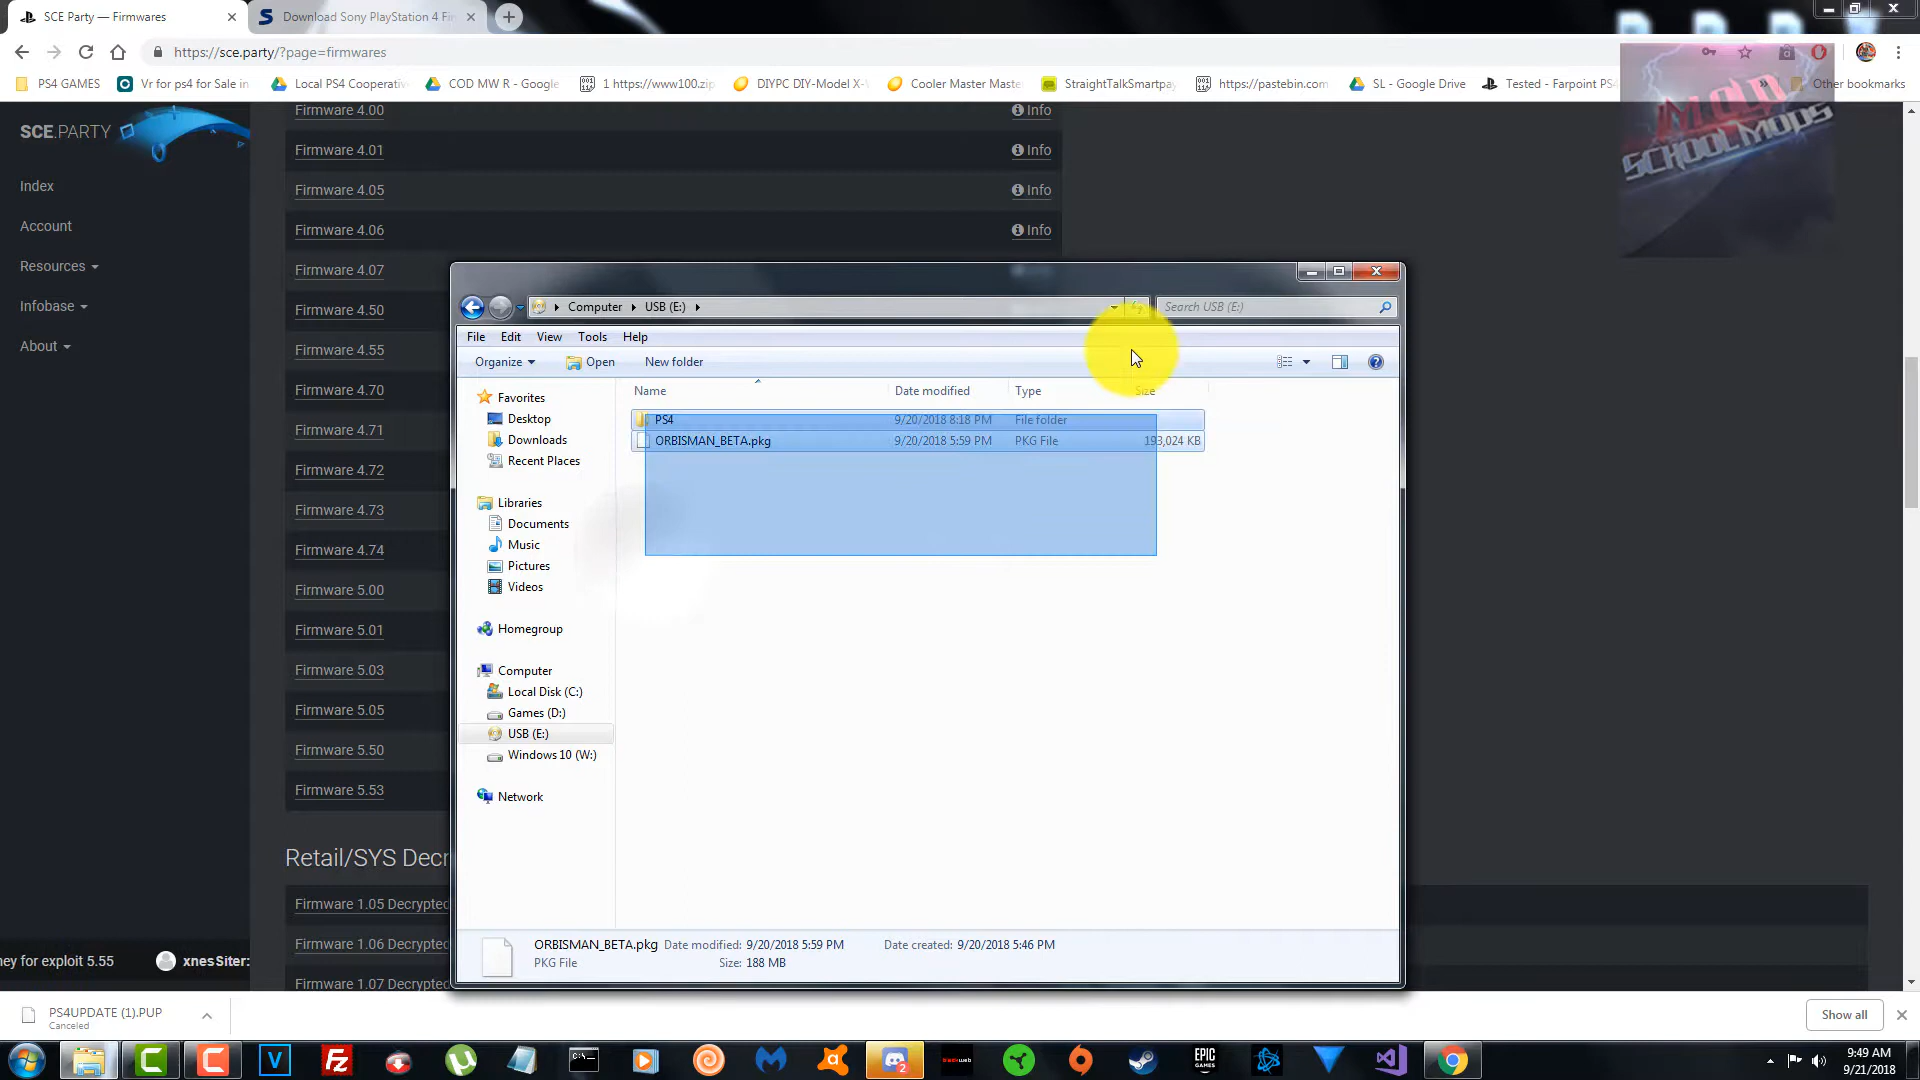 SCE Party — Firmwares
Download Sony PlayStation 4 Fir
https://sce.party/?page=firmwares
PS4 GAMES
Vr for ps4 for Sale in
Local PS4 Cooperativ
COD MW R - Google
1 https://www100.zip
DIYPC DIY-Model X-
Cooler Master Maste
StraightTalkSmartpay
https://pastebin.com
SL - Google Drive
Tested - Farpoint PS4
Other bookmarks
SCHOOLMODS
SCE.PARTY
Index
Account
Resources
Infobase
About
Firmware 4.00
Info
Firmware 4.01
Info
Firmware 4.05
Info
Firmware 4.06
Info
Firmware 4.07
Firmware 4.50
Firmware 4.55
Firmware 4.70
Firmware 4.71
Firmware 4.72
Firmware 4.73
Firmware 4.74
Firmware 5.00
Firmware 5.01
Firmware 5.03
Firmware 5.05
Firmware 5.50
Firmware 5.53
Retail/SYS Decr
Firmware 1.05 Decrypted
Firmware 1.06 Decrypted
Firmware 1.07 Decrypted
ney for exploit 5.55
xnesSiter:
Computer
USB (E:)
Search USB (E:)
File Edit View Tools Help
Organize
Open
New folder
Name
Date modified
Type
Size
PS4 9/20/2018 8:18 PM File folder
ORBISMAN_BETA.pkg 9/20/2018 5:59 PM PKG File 193,024 KB
Favorites
Desktop
Downloads
Recent Places
Libraries
Documents
Music
Pictures
Videos
Homegroup
Computer
Local Disk (C:)
Games (D:)
USB (E:)
Windows 10 (W:)
Network
ORBISMAN_BETA.pkg Date modified: 9/20/2018 5:59 PM Date created: 9/20/2018 5:46 PM
PKG File Size: 188 MB
PS4UPDATE (1).PUP
Canceled
Show all
EPIC
GAMES
9:49 AM
9/21/2018